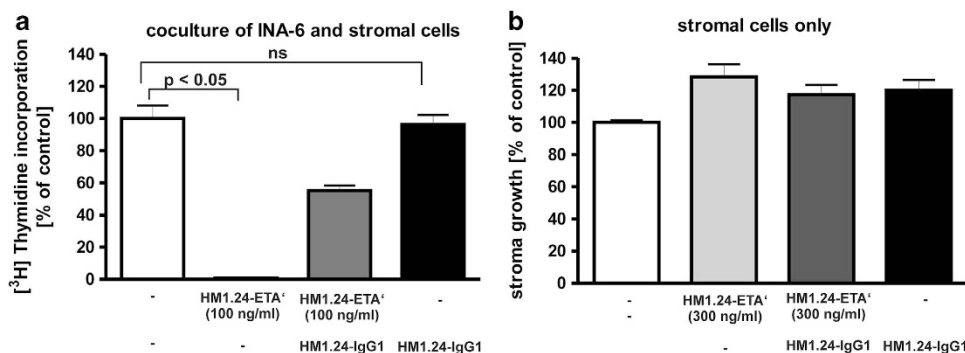 a
coculture of INA-6 and stromal cells
ns
p < 0.05
[³H] Thymidine incorporation
[% of control]
140
120
100
80
60
40
20
0
- HM1.24-ETA‘ (100 ng/ml) HM1.24-ETA‘ (100 ng/ml) -
- - HM1.24-IgG1 HM1.24-IgG1
b
stromal cells only
stroma growth [% of control]
140
120
100
80
60
40
20
0
- HM1.24-ETA‘ (300 ng/ml) HM1.24-ETA‘ (300 ng/ml) -
- - HM1.24-IgG1 HM1.24-IgG1